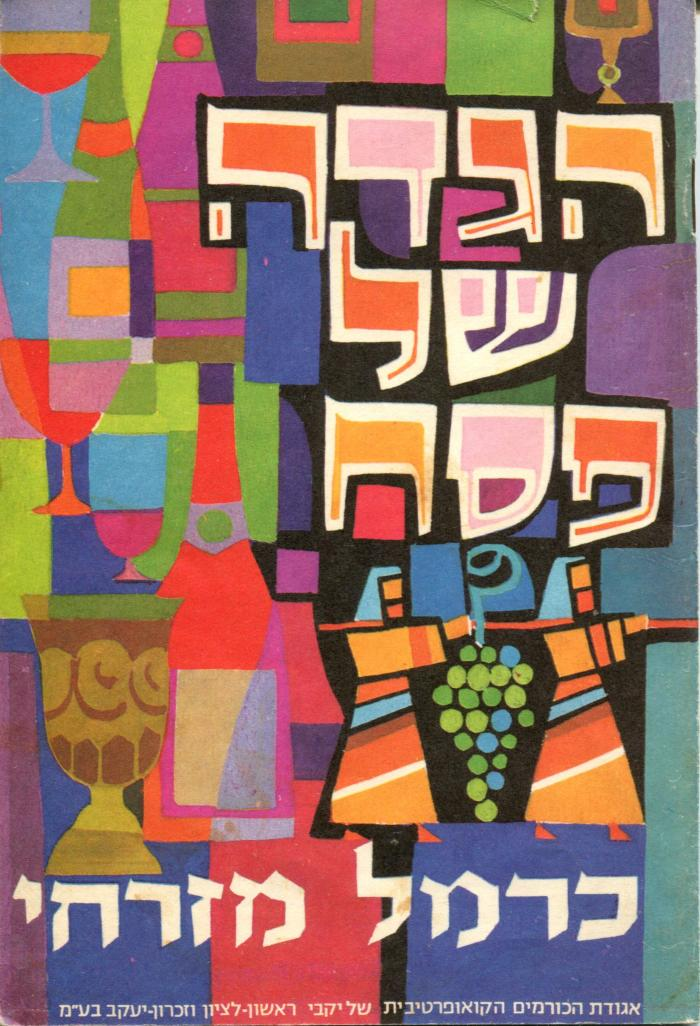 הגדה
של
פסח
כרמל מזרחי
אגודת הכורמים הקואופרטיבית של יקבי ראשון-לציון וזכרון-יעקב בע״מ